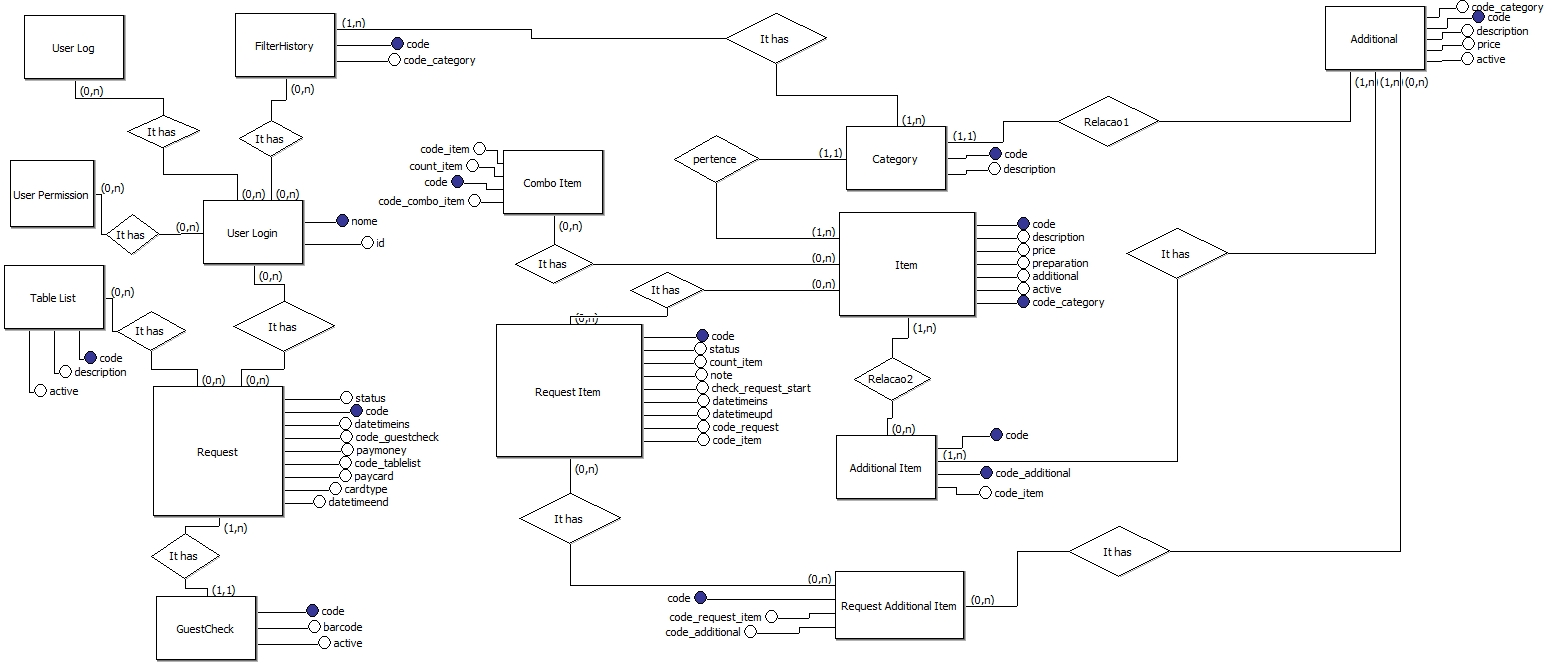 User Log
(0,n)
It has
(0,n)
FilterHistory
(1,n)
code
code_category
(0,n)
It has
(0,n)
It has
(1,n)
Additional
code_category
code
description
price
active
(1,n)
(1,n)
(0,n)
Relacao1
(1,1)
Category
code
description
pertence
(1,1)
(1,n)
User Permission
(0,n)
It has
(0,n)
User Login
nome
id
(0,n)
It has
(0,n)
Combo Item
code_item
count_item
code
code_combo_item
(0,n)
It has
(0,n)
Item
code
description
price
preparation
additional
active
code_category
It has
(0,n)
(0,n)
(1,n)
It has
Table List
(0,n)
code
description
active
It has
(0,n)
Request
status
code
datetimeins
code_guestcheck
paymoney
code_tablelist
paycard
cardtype
datetimeend
(1,n)
It has
(1,1)
GuestCheck
code
barcode
active
Request Item
code
status
count_item
note
check_request_start
datetimeins
datetimeupd
code_request
code_item
(0,n)
It has
(0,n)
Relacao2
(0,n)
Additional Item
(1,n)
code
code_additional
code_item
Request Additional Item
code
code_request_item
code_additional
(0,n)
It has